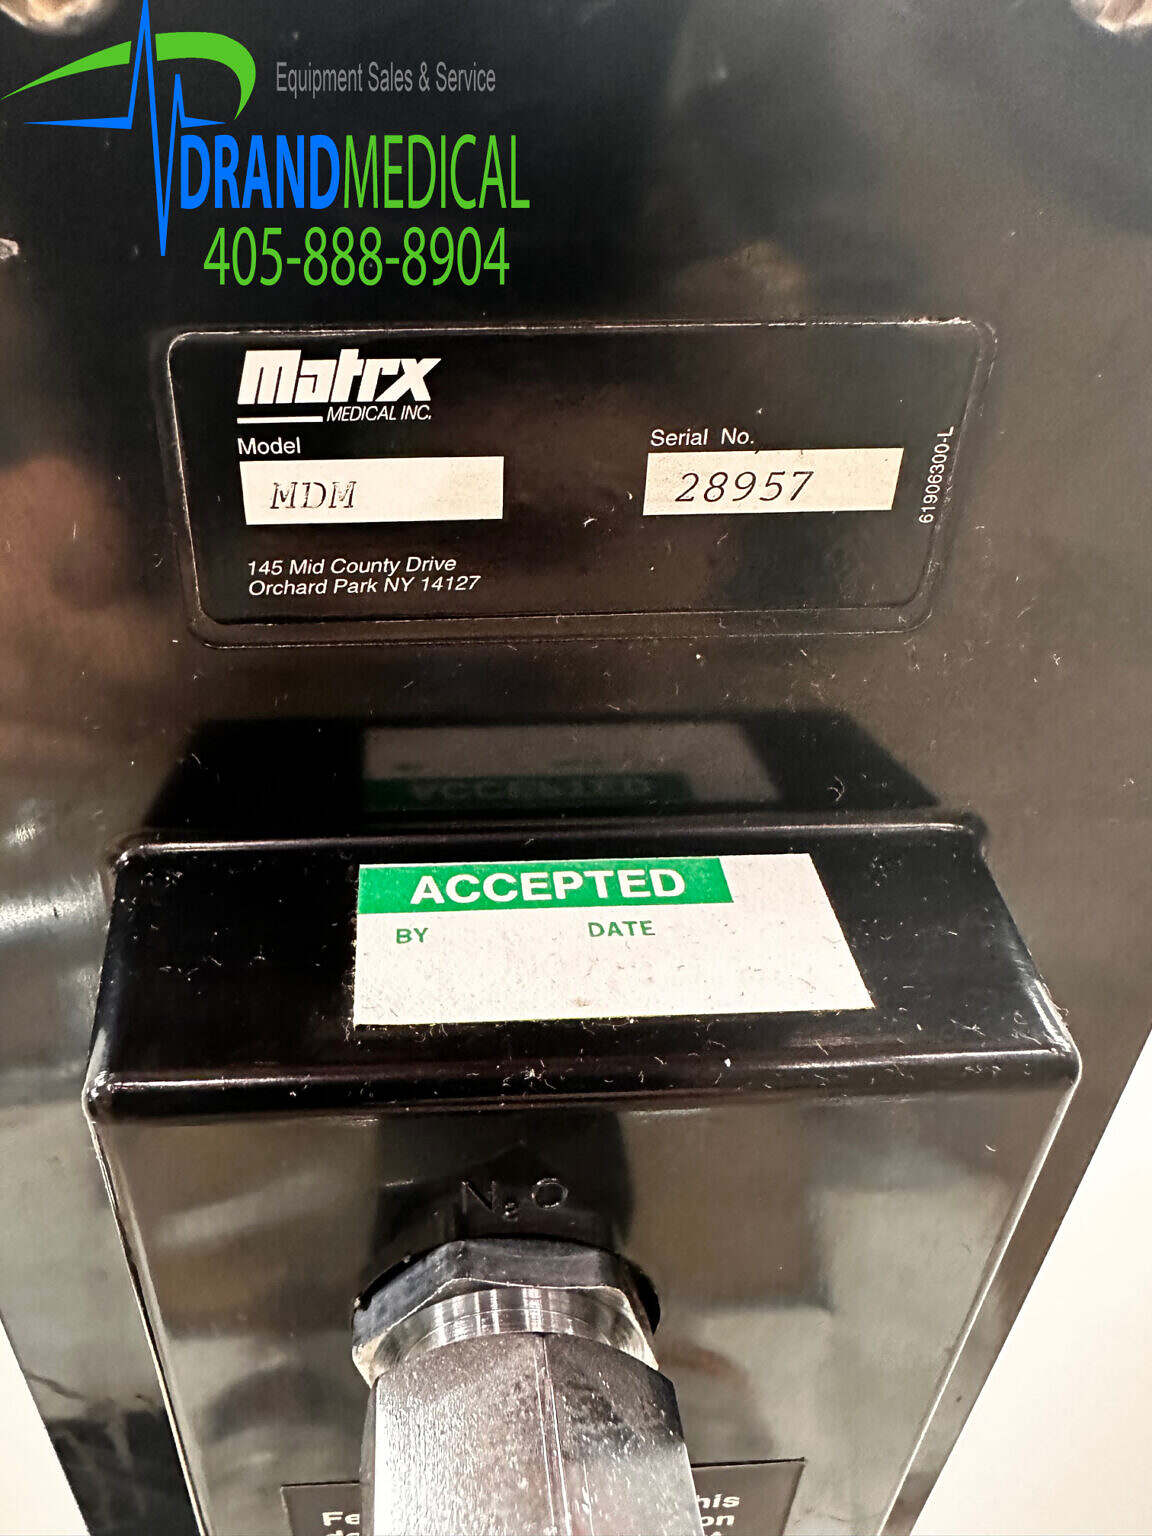 Equipment Sales & Service
DRANDMEDICAL
405-888-8904
Matrx
MEDICAL INC.
Model
Serial No.
MDM
28957
61906300-L
145 Mid County Drive
Orchard Park NY 14127
ACCEPTED
BY DATE
N₂O